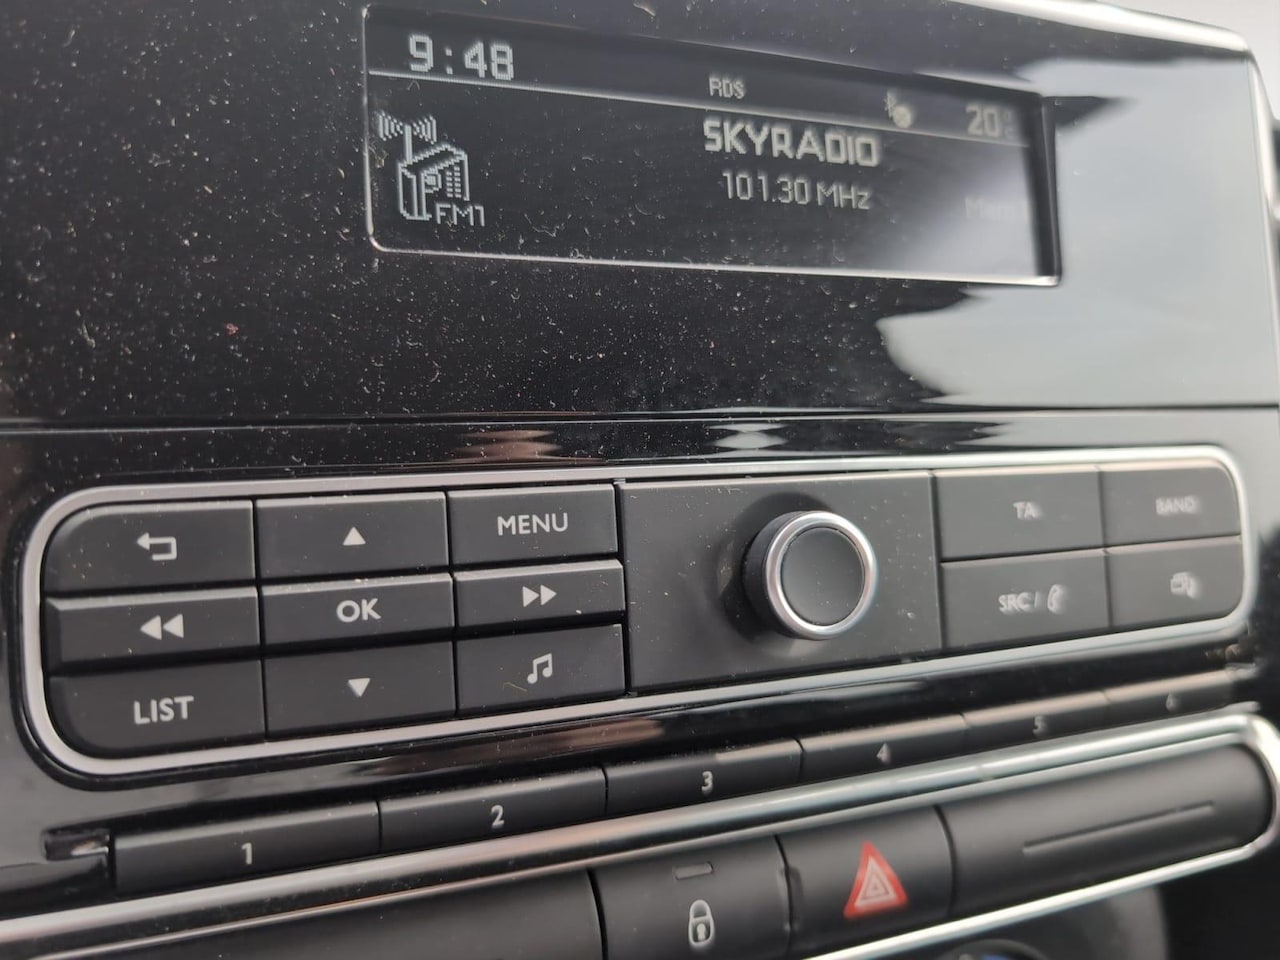 9:48
RDS
20
SKYRADIO
101.30 MHz
FM1
MENU
TA
BAND
OK
SRC/
LIST
1
2
3
4
5
6